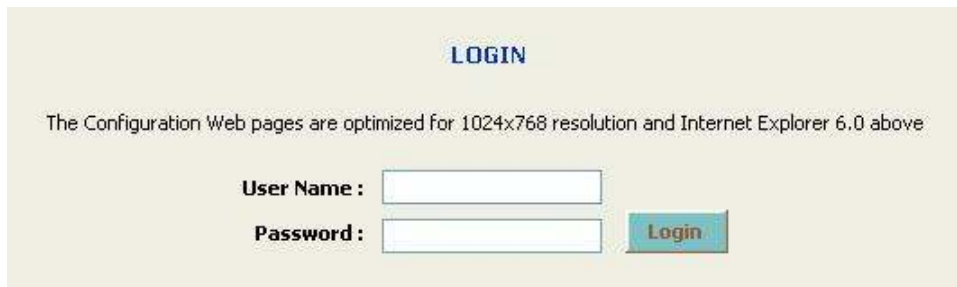 LOGIN
The Configuration Web pages are optimized for 1024x768 resolution and Internet Explorer 6.0 above
User Name :
Password :
Login